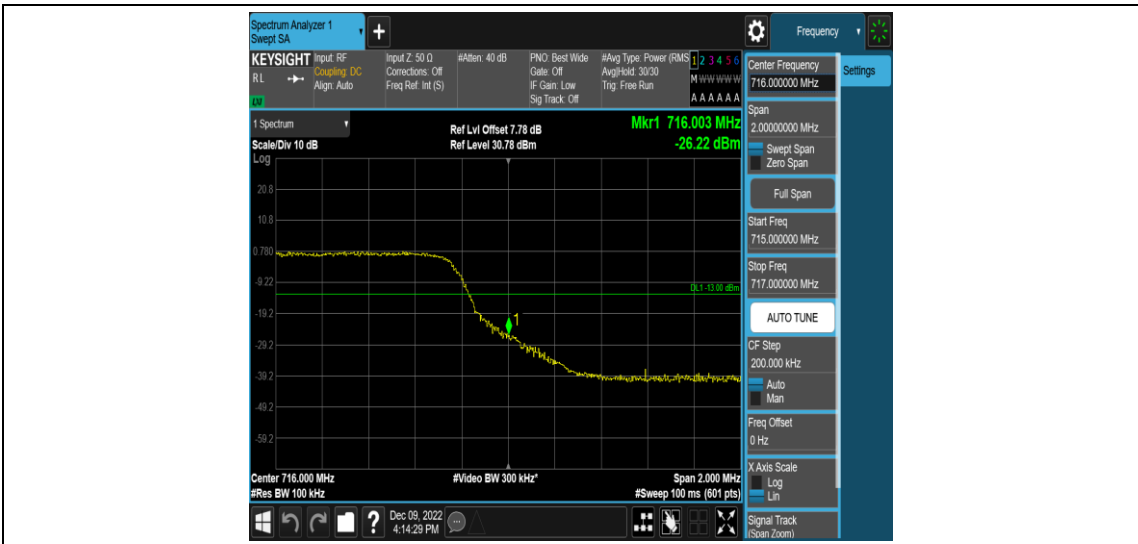 Spectrum Analyzer 1
Swept SA
+
Frequency
KEYSIGHT
RL
LXI
Input: RF
Coupling: DC
Align: Auto
Input Z: 50 Ω
Corrections: Off
Freq Ref: Int (S)
#Atten: 40 dB
PNO: Best Wide
Gate: Off
IF Gain: Low
Sig Track: Off
#Avg Type: Power (RMS
Avg|Hold: 30/30
Trig: Free Run
1 2 3 4 5 6
M W W W W W
A A A A A A
1 Spectrum
Scale/Div 10 dB
Ref Lvl Offset 7.78 dB
Ref Level 30.78 dBm
Mkr1 716.003 MHz
-26.22 dBm
Log
20.8
10.8
0.780
-9.22
-19.2
-29.2
-39.2
-49.2
-59.2
DL1 -13.00 dBm
1
Center 716.000 MHz
#Res BW 100 kHz
#Video BW 300 kHz*
Span 2.000 MHz
#Sweep 100 ms (601 pts)
?
Dec 09, 2022
4:14:29 PM
Center Frequency
716.000000 MHz
Settings
Span
2.00000000 MHz
Swept Span
Zero Span
Full Span
Start Freq
715.000000 MHz
Stop Freq
717.000000 MHz
AUTO TUNE
CF Step
200.000 kHz
Auto
Man
Freq Offset
0 Hz
X Axis Scale
Log
Lin
Signal Track
(Span Zoom)